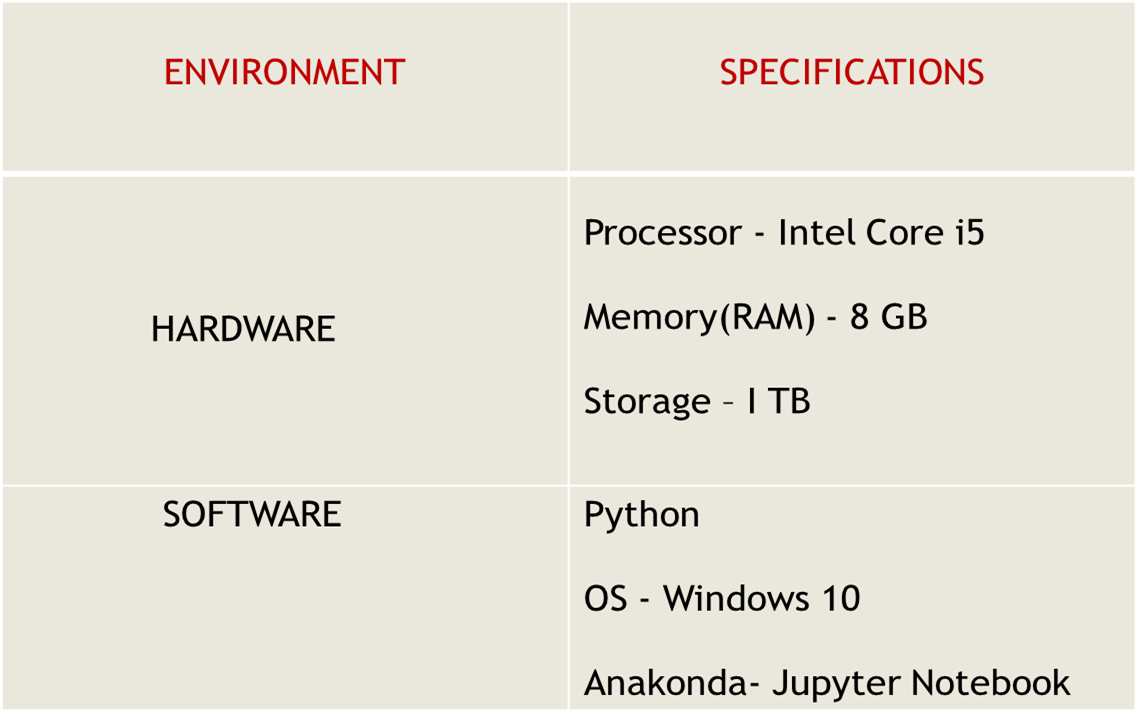 ENVIRONMENT
SPECIFICATIONS
HARDWARE
Processor - Intel Core i5
Memory(RAM) - 8 GB
Storage – I TB
SOFTWARE
Python
OS - Windows 10
Anakonda- Jupyter Notebook